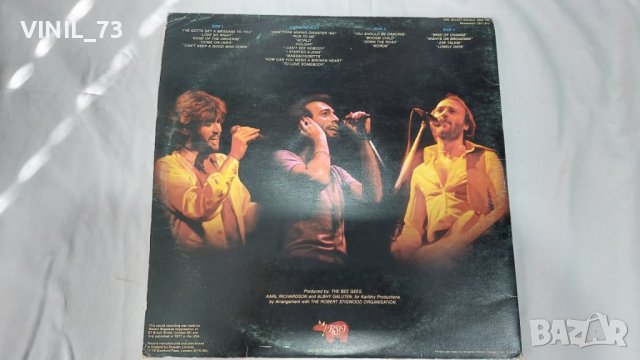 VINIL_73
SIDE 1
"I'VE GOTTA GET A MESSAGE TO YOU"
"LOVE SO RIGHT"
"EDGE OF THE UNIVERSE"
"COME ON OVER"
"CAN'T KEEP A GOOD MAN DOWN"
"NEW YORK MINING DISASTER 1941"
"RUN TO ME"
"WORLD"
"HOLIDAY"
"I CAN'T SEE NOBODY"
"I STARTED A JOKE"
"MASSACHUSETTS"
"HOW CAN YOU MEND A BROKEN HEART"
"TO LOVE SOMEBODY"
"YOU SHOULD BE DANCING"
"BOOGIE CHILD"
"DOWN THE ROAD"
"WORDS"
"WIND OF CHANGE"
"NIGHTS ON BROADWAY"
"JIVE TALKIN'"
"LONELY DAYS"
Produced by: THE BEE GEES,
KARL RICHARDSON and ALBHY GALUTEN, for Karlbhy Productions
by Arrangement with THE ROBERT STIGWOOD ORGANISATION.
RSO
BAZAR